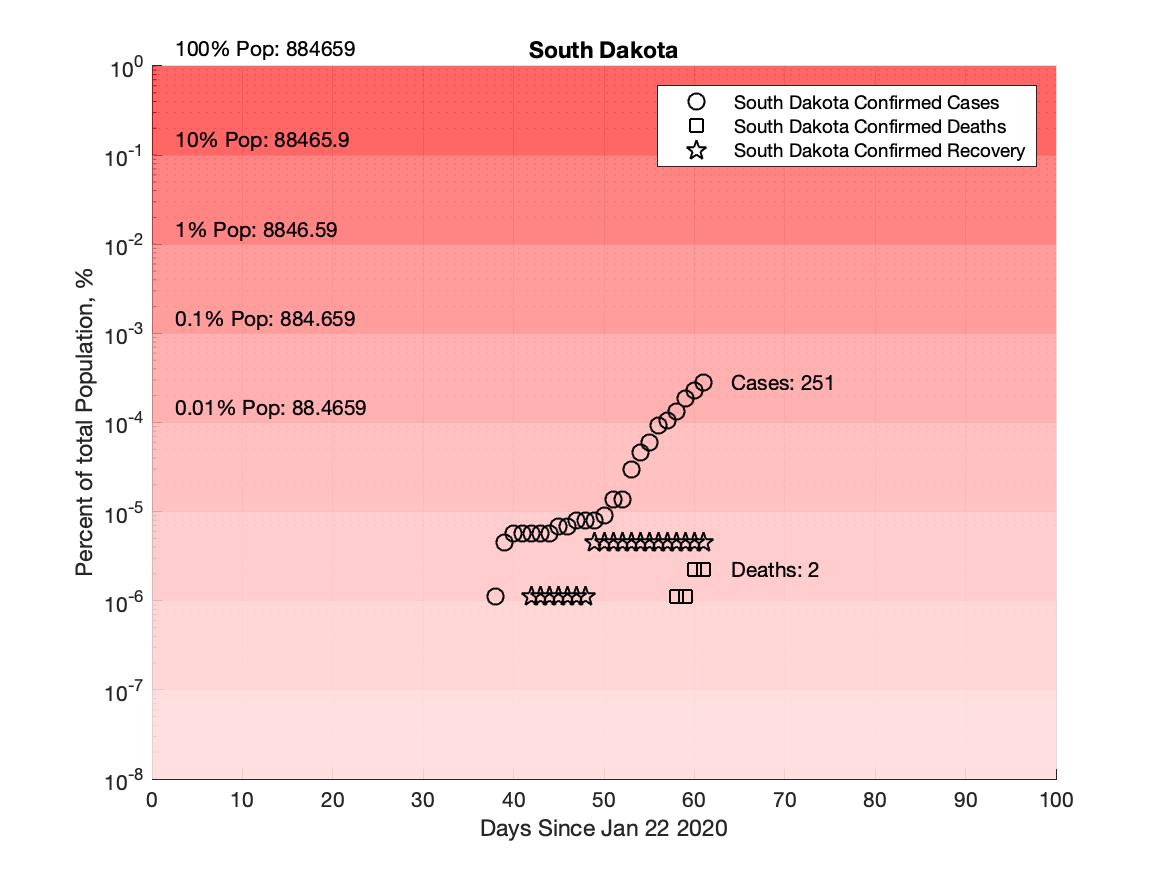 South Dakota
100% Pop: 884659
10% Pop: 88465.9
1% Pop: 8846.59
0.1% Pop: 884.659
0.01% Pop: 88.4659
South Dakota Confirmed Cases
South Dakota Confirmed Deaths
South Dakota Confirmed Recovery
Cases: 251
Deaths: 2
Percent of total Population, %
10^0
10^-1
10^-2
10^-3
10^-4
10^-5
10^-6
10^-7
10^-8
0 10 20 30 40 50 60 70 80 90 100
Days Since Jan 22 2020